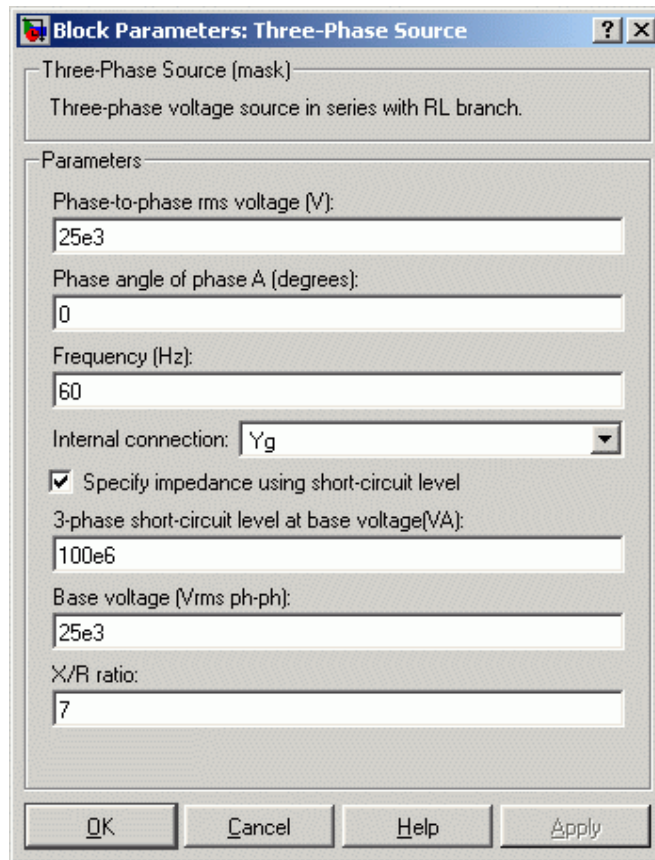 Block Parameters: Three-Phase Source
Three-Phase Source (mask)
Three-phase voltage source in series with RL branch.
Parameters
Phase-to-phase rms voltage (V):
25e3
Phase angle of phase A (degrees):
0
Frequency (Hz):
60
Internal connection: Yg
Specify impedance using short-circuit level
3-phase short-circuit level at base voltage(VA):
100e6
Base voltage (Vrms ph-ph):
25e3
X/R ratio:
7
OK Cancel Help Apply